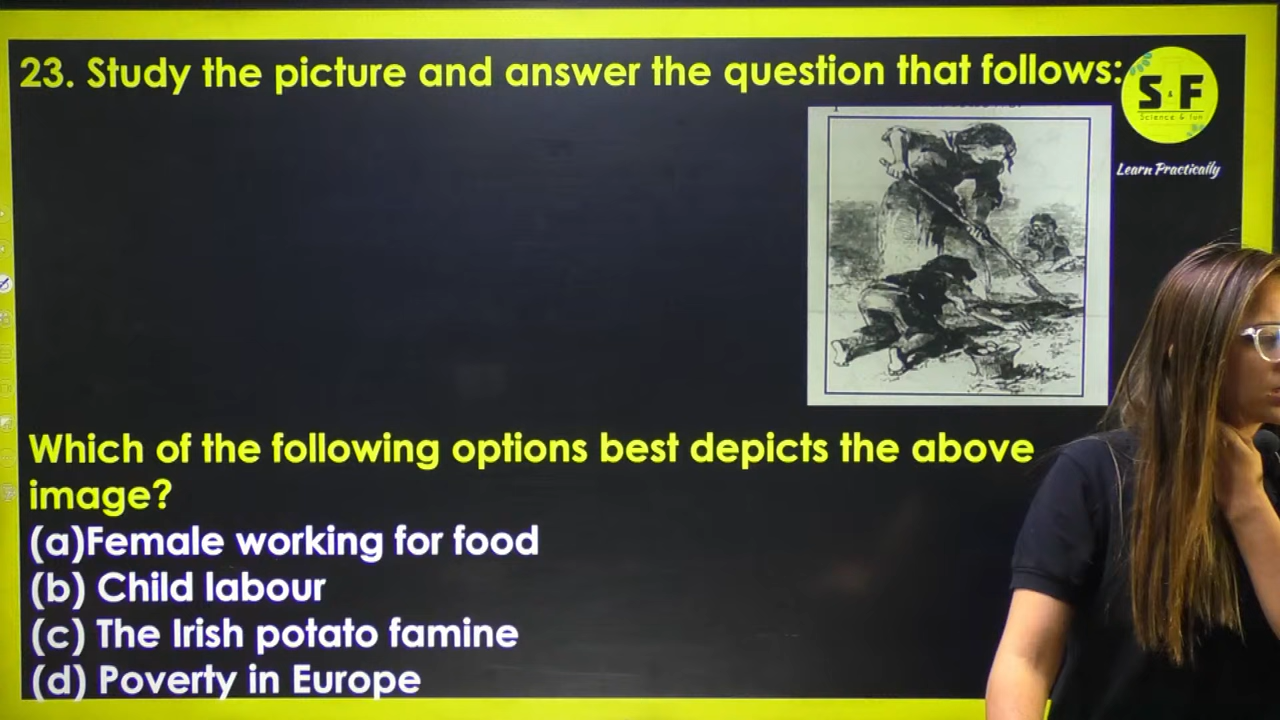 23. Study the picture and answer the question that follows:
S & F
Science & fun
Learn Practically
Which of the following options best depicts the above
image?
(a)Female working for food
(b) Child labour
(c) The Irish potato famine
(d) Poverty in Europe